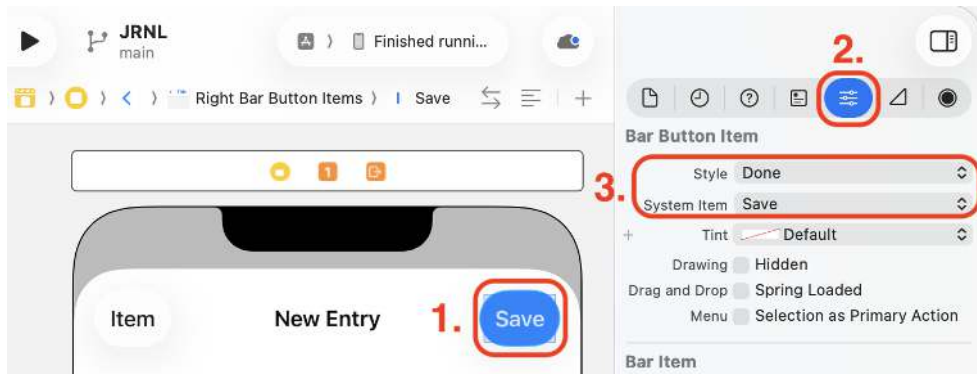 JRNL
main
Finished runni...
Right Bar Button Items
Save
2.
Bar Button Item
3.
Style Done
System Item Save
Tint Default
Drawing Hidden
Drag and Drop Spring Loaded
Menu Selection as Primary Action
Bar Item
1
Item
New Entry
1.
Save